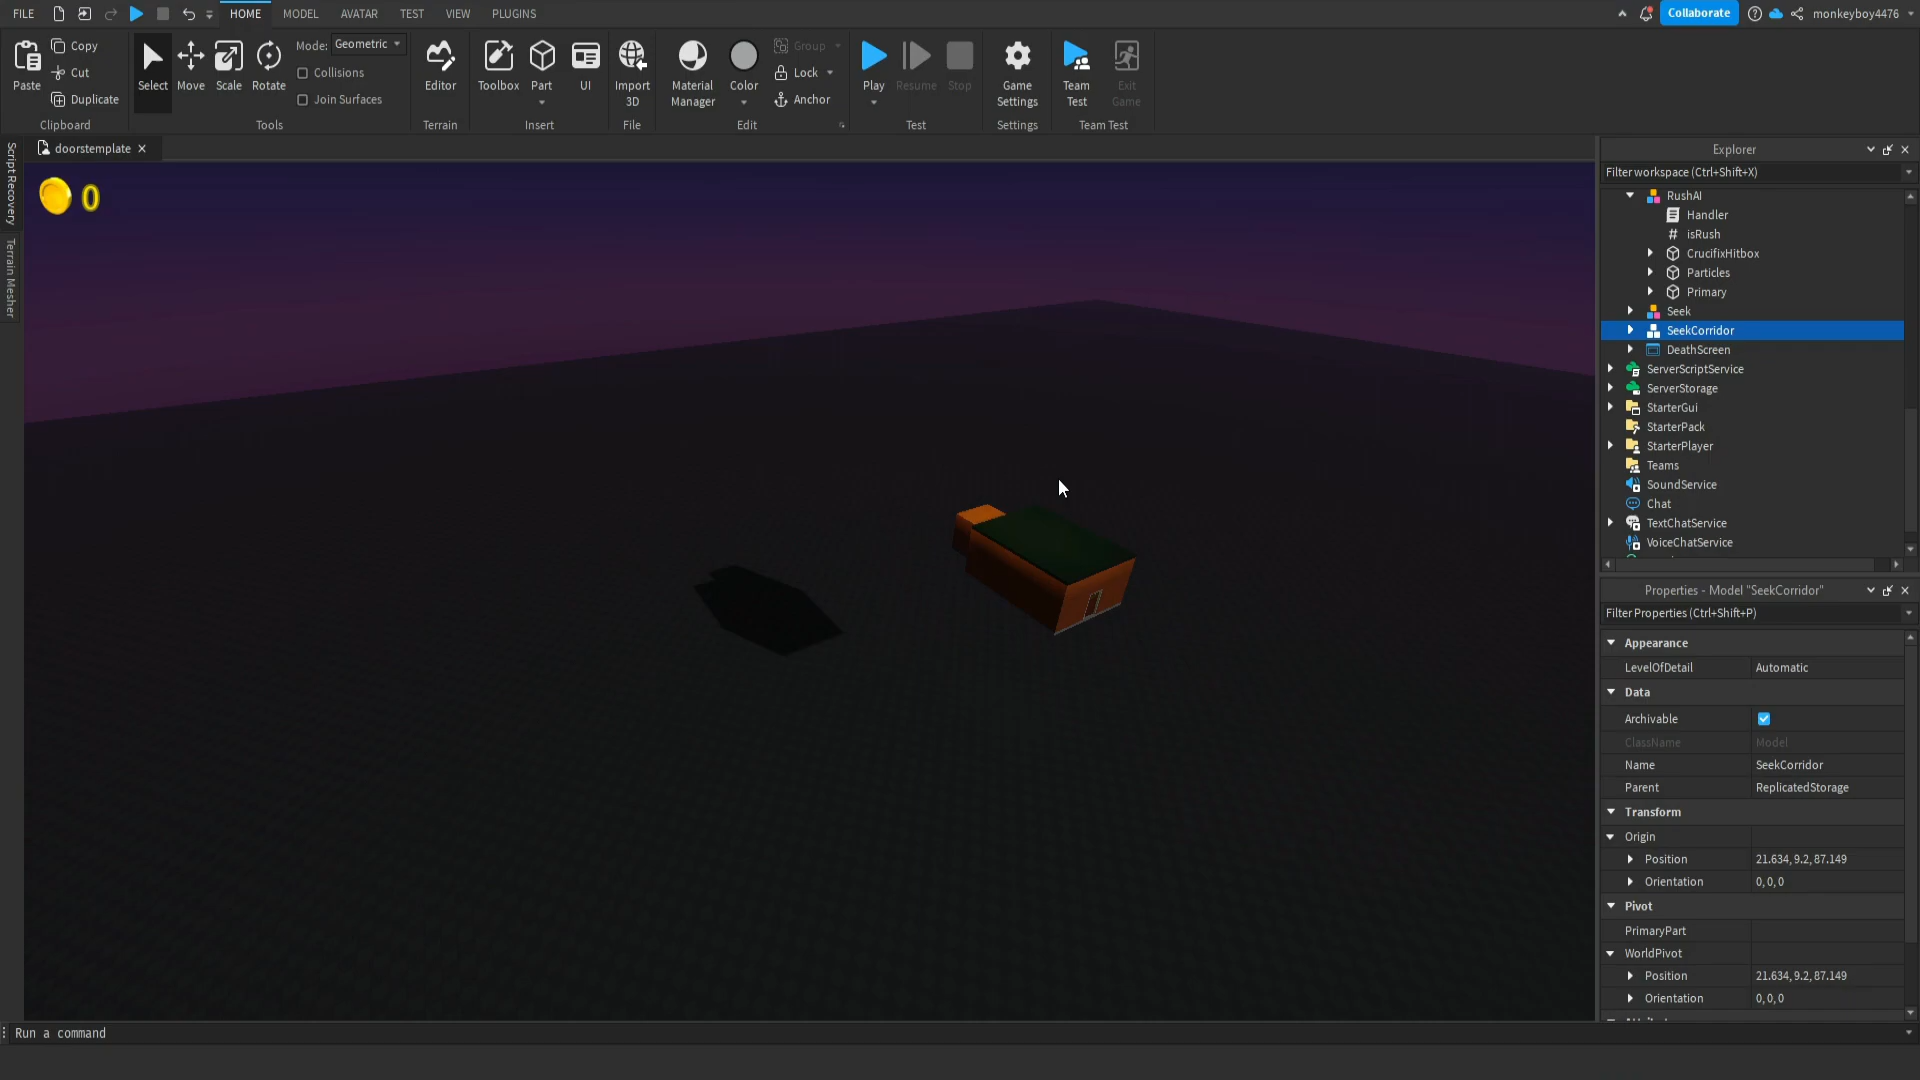 FILE
HOME
MODEL
AVATAR
TEST
VIEW
PLUGINS
Collaborate
monkeyboy4476
Paste
Copy
Cut
Duplicate
Clipboard
Select
Move
Scale
Rotate
Mode: Geometric
Collisions
Join Surfaces
Tools
Editor
Terrain
Toolbox
Part
UI
Insert
Import
3D
File
Material
Manager
Color
Group
Lock
Anchor
Edit
Play
Resume
Stop
Test
Game
Settings
Settings
Team
Test
Exit
Game
Team Test
Script Recovery
Terrain Mesher
doorstemplate
0
Explorer
Filter workspace (Ctrl+Shift+X)
RushAI
Handler
isRush
CrucifixHitbox
Particles
Primary
Seek
SeekCorridor
DeathScreen
ServerScriptService
ServerStorage
StarterGui
StarterPack
StarterPlayer
Teams
SoundService
Chat
TextChatService
VoiceChatService
Properties - Model "SeekCorridor"
Filter Properties (Ctrl+Shift+P)
Appearance
LevelOfDetail Automatic
Data
Archivable
ClassName Model
Name SeekCorridor
Parent ReplicatedStorage
Transform
Origin
Position 21.634, 9.2, 87.149
Orientation 0, 0, 0
Pivot
PrimaryPart
WorldPivot
Position 21.634, 9.2, 87.149
Orientation 0, 0, 0
Run a command